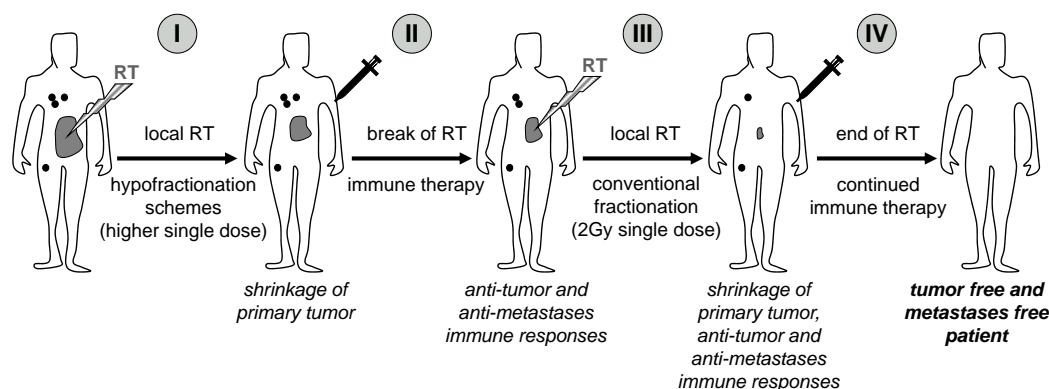 I
II
III
IV
RT
RT
local RT
hypofractionation
schemes
(higher single dose)
break of RT
immune therapy
local RT
conventional
fractionation
(2Gy single dose)
end of RT
continued
immune therapy
shrinkage of
primary tumor
anti-tumor and
anti-metastases
immune responses
shrinkage of
primary tumor,
anti-tumor and
anti-metastases
immune responses
tumor free and
metastases free
patient